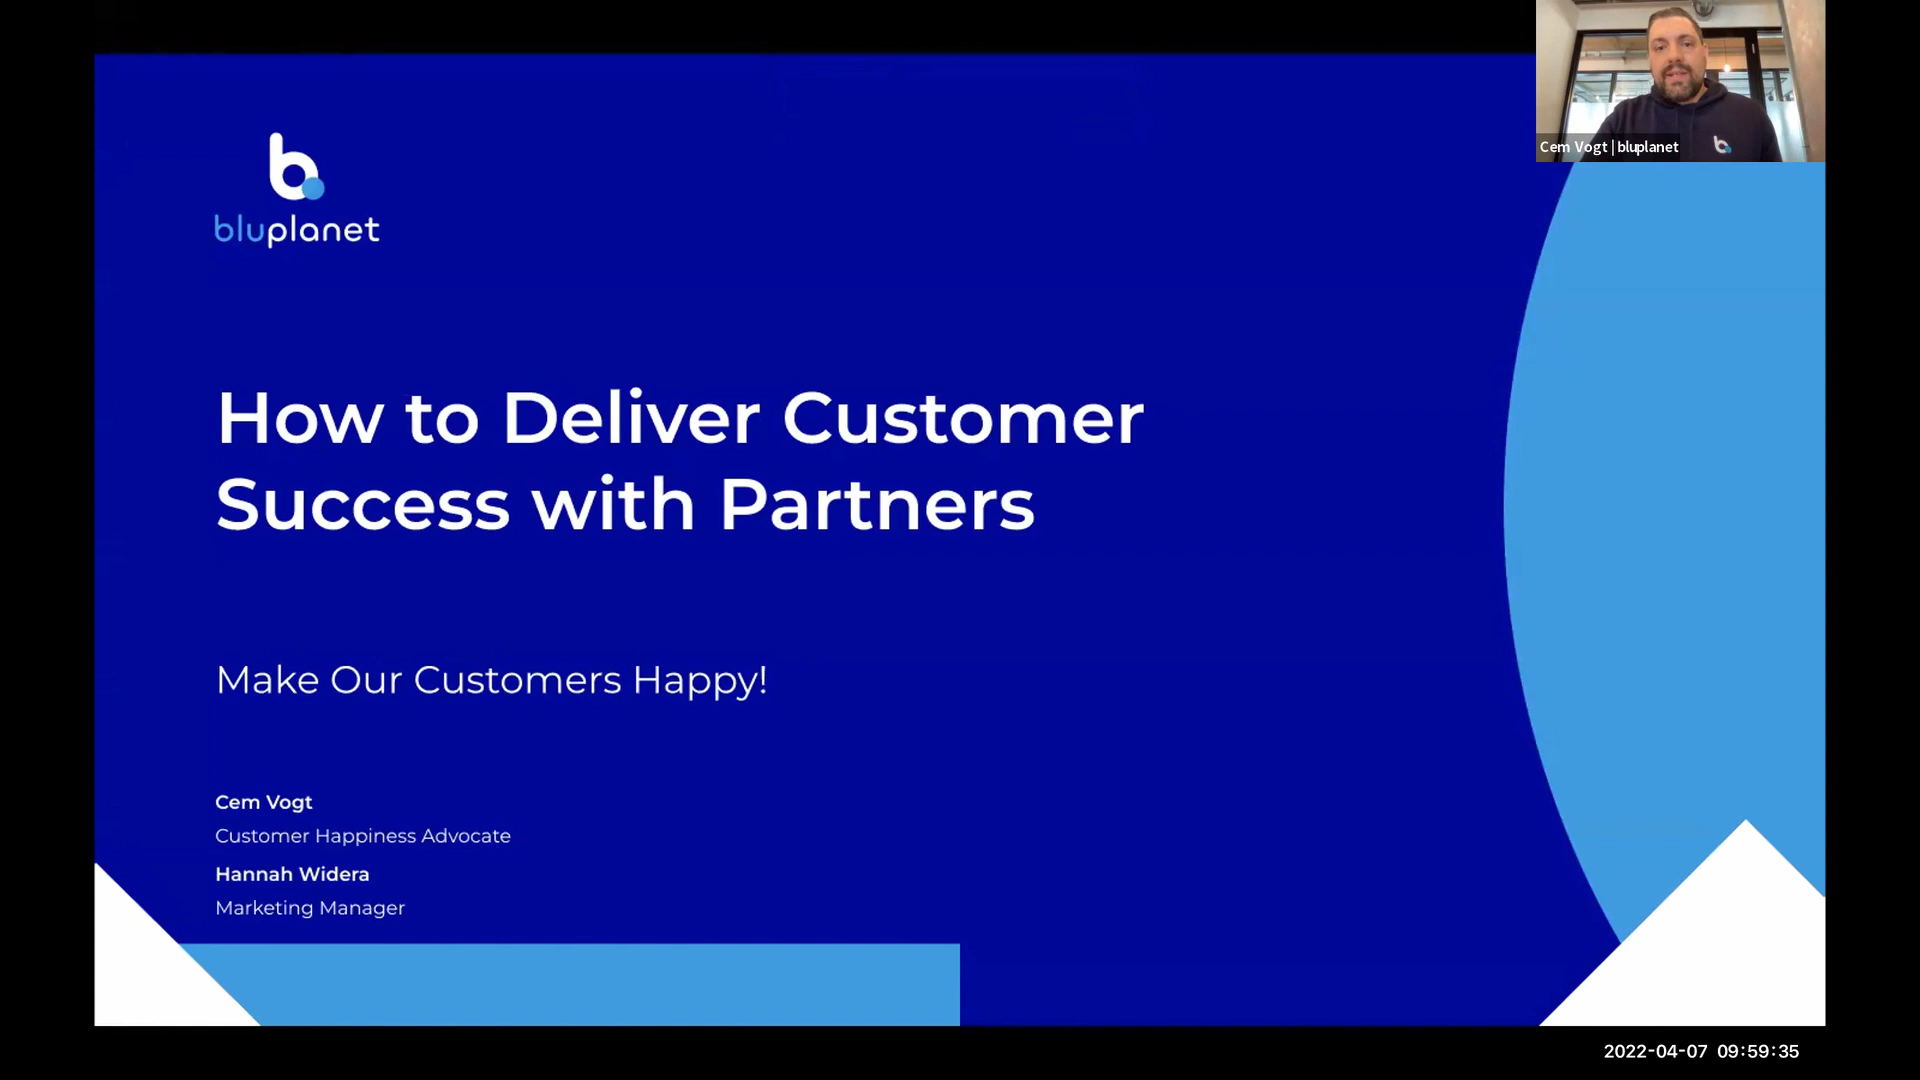 Cem Vogt | bluplanet
bluplanet
How to Deliver Customer
Success with Partners
Make Our Customers Happy!
Cem Vogt
Customer Happiness Advocate
Hannah Widera
Marketing Manager
2022-04-07 09:59:35